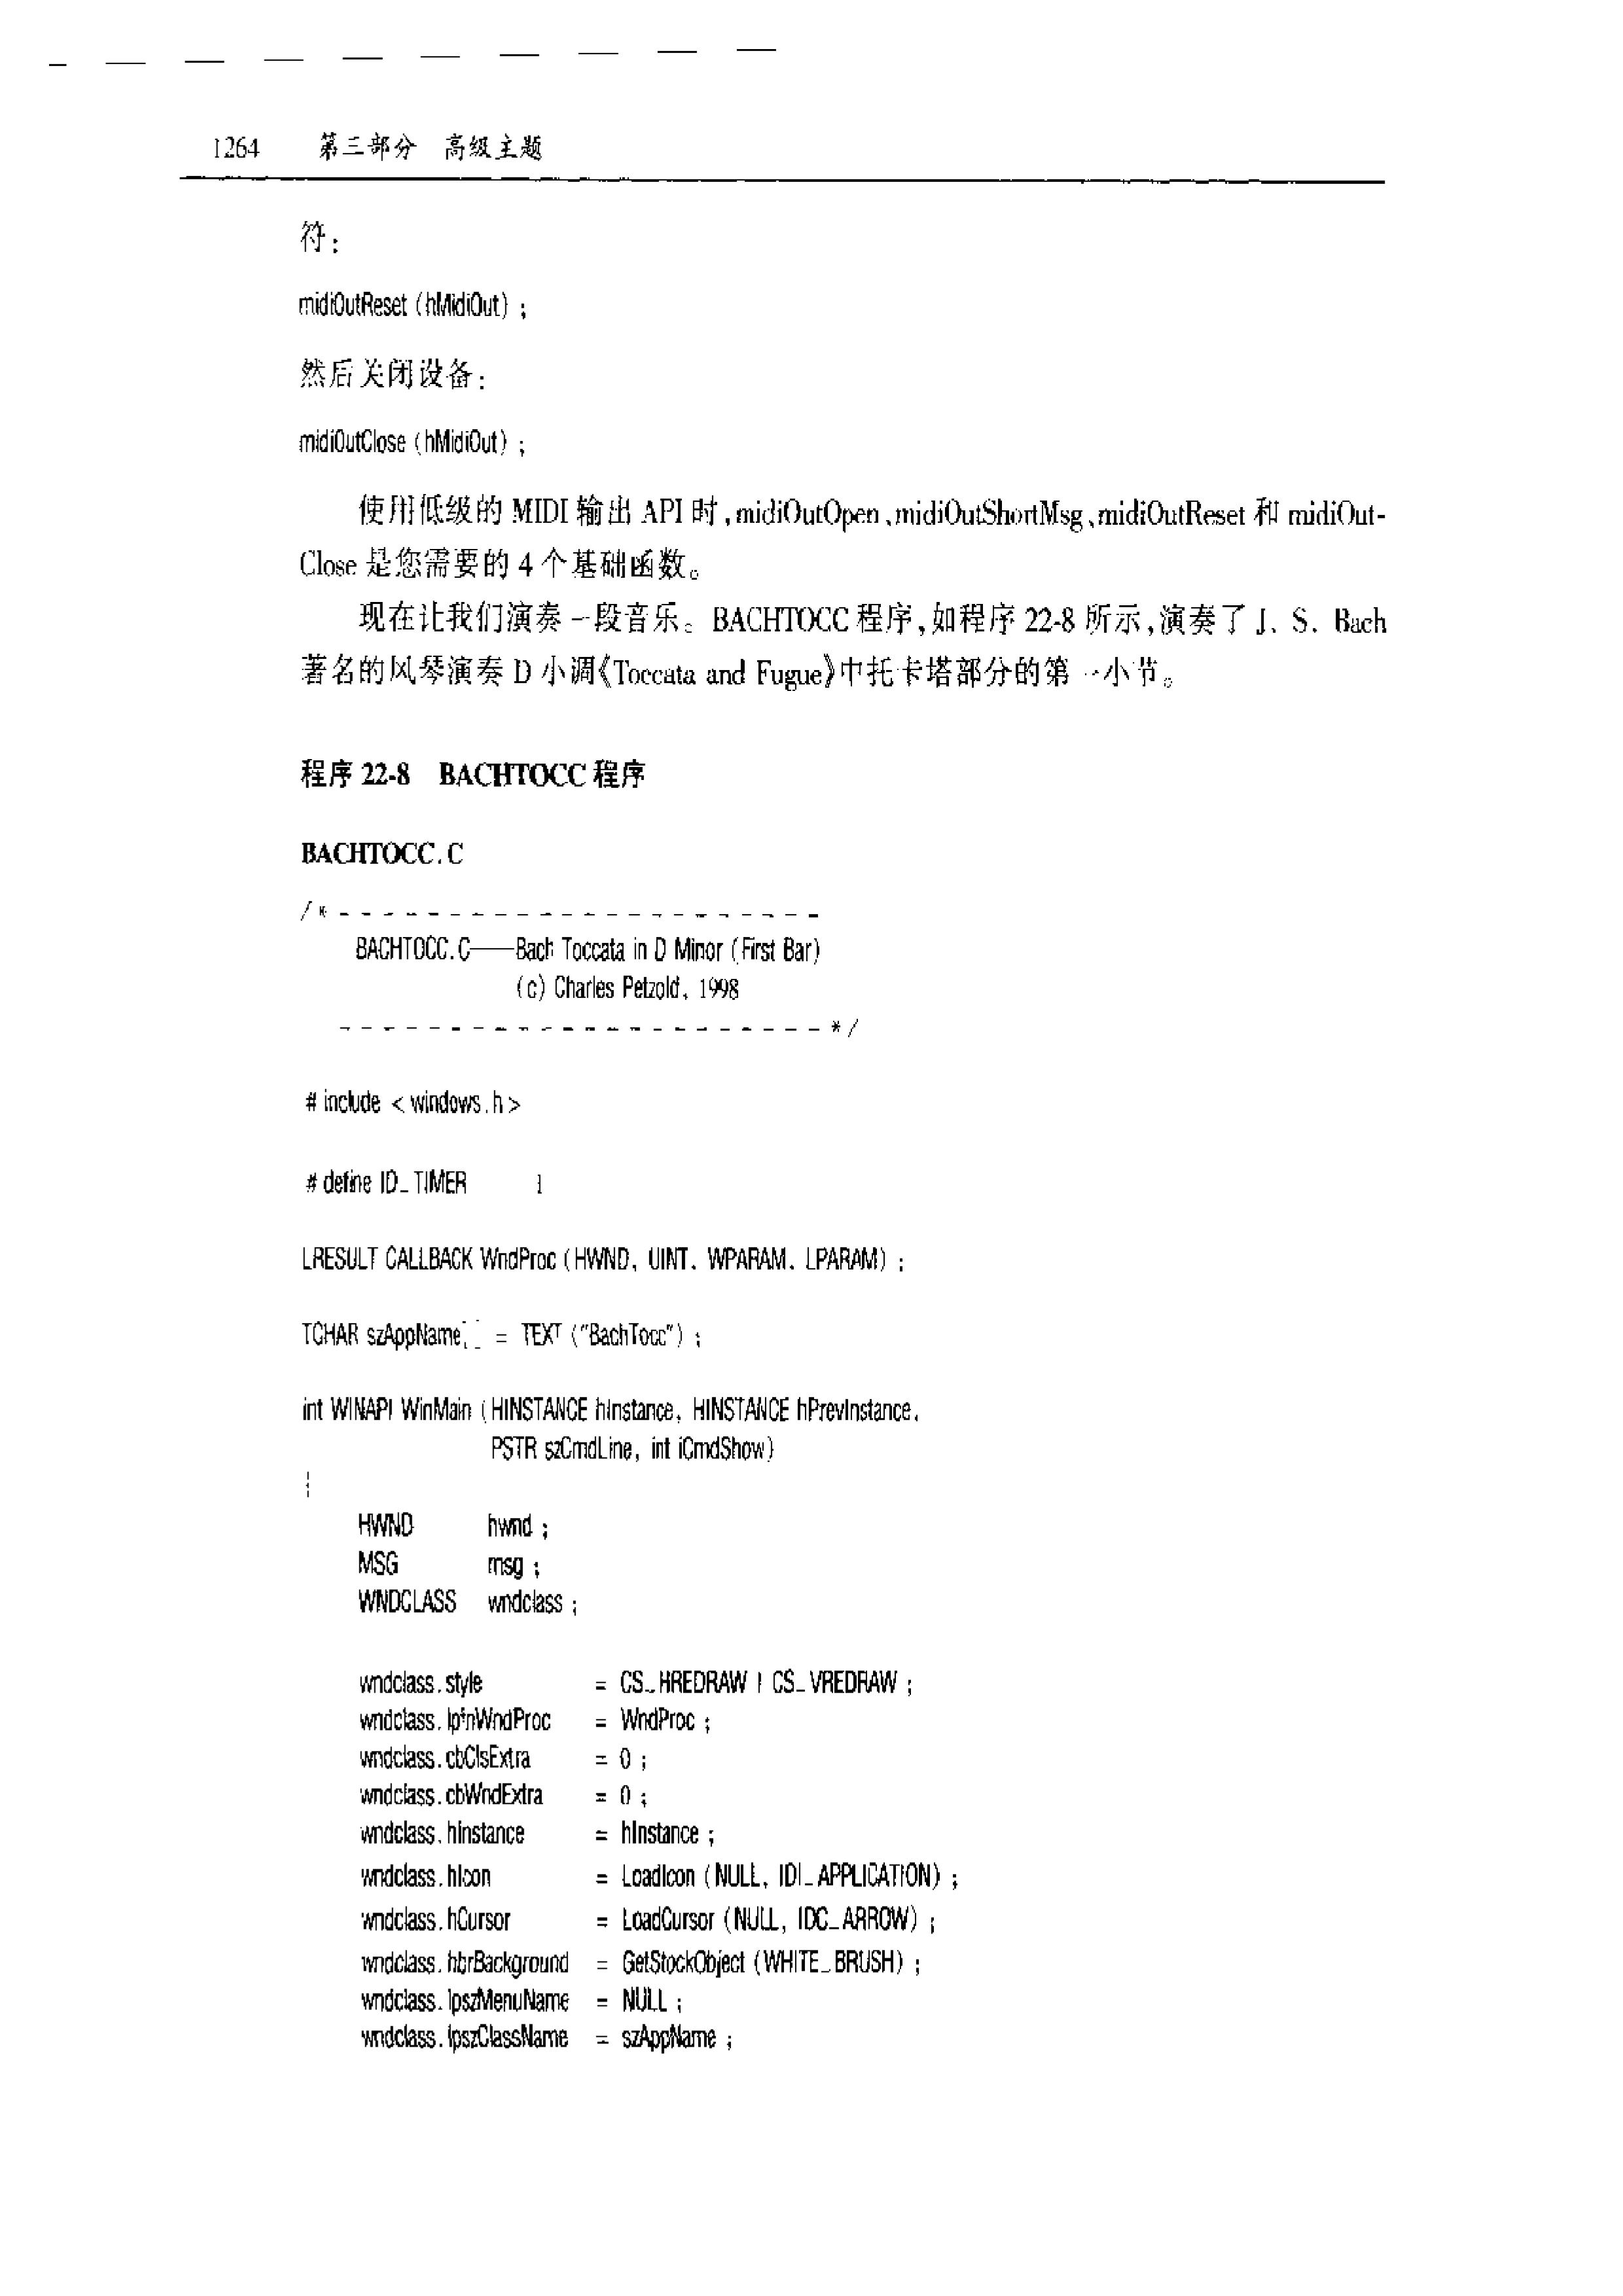 1264 第三部分 高级主题
符:
midiOutReset (hMidiOut) ;
然后关闭设备:
midiOutClose (hMidiOut) ;
使用低级的 MIDI 输出 API 时,midiOutOpen、midiOutShortMsg、midiOutReset 和 midiOut-
Close 是您需要的 4 个基础函数。
现在让我们演奏一段音乐。BACHTOCC 程序,如程序 22-8 所示,演奏了 J. S. Bach
著名的风琴演奏 D 小调《Toccata and Fugue》中托卡塔部分的第一小节。
程序 22-8 BACHTOCC 程序
BACHTOCC.C
/* - - - - - - - - - - - - - - - - - - - - - -
BACHTOCC.C——Bach Toccata in D Minor (First Bar)
(c) Charles Petzold, 1998
- - - - - - - - - - - - - - - - - - - - - - */
# include < windows.h >
# define ID_TIMER 1
LRESULT CALLBACK WndProc (HWND, UINT, WPARAM, LPARAM) ;
TCHAR szAppName[ ] = TEXT ("BachTocc") ;
int WINAPI WinMain (HINSTANCE hInstance, HINSTANCE hPrevInstance,
PSTR szCmdLine, int iCmdShow)
{
HWND hwnd ;
MSG msg ;
WNDCLASS wndclass ;
wndclass.style = CS_HREDRAW | CS_VREDRAW ;
wndclass.lpfnWndProc = WndProc ;
wndclass.cbClsExtra = 0 ;
wndclass.cbWndExtra = 0 ;
wndclass.hInstance = hInstance ;
wndclass.hIcon = LoadIcon (NULL, IDI_APPLICATION) ;
wndclass.hCursor = LoadCursor (NULL, IDC_ARROW) ;
wndclass.hbrBackground = GetStockObject (WHITE_BRUSH) ;
wndclass.lpszMenuName = NULL ;
wndclass.lpszClassName = szAppName ;